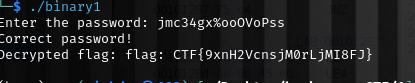 $ ./binary1
Enter the password: jmc34gx%ooOVoPss
Correct password!
Decrypted flag: flag: CTF{9xnH2VcnsjM0rLjMI8FJ}